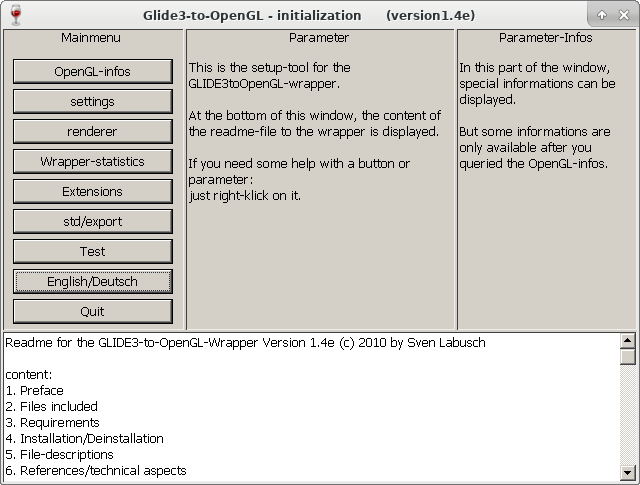 Glide3-to-OpenGL - initialization (version1.4e)
Mainmenu
OpenGL-infos
settings
renderer
Wrapper-statistics
Extensions
std/export
Test
English/Deutsch
Quit
Parameter
This is the setup-tool for the
GLIDE3toOpenGL-wrapper.
At the bottom of this window, the content of
the readme-file to the wrapper is displayed.
If you need some help with a button or
parameter:
just right-klick on it.
Parameter-Infos
In this part of the window,
special informations can be
displayed.
But some informations are
only available after you
queried the OpenGL-infos.
Readme for the GLIDE3-to-OpenGL-Wrapper Version 1.4e (c) 2010 by Sven Labusch
content:
1. Preface
2. Files included
3. Requirements
4. Installation/Deinstallation
5. File-descriptions
6. References/technical aspects